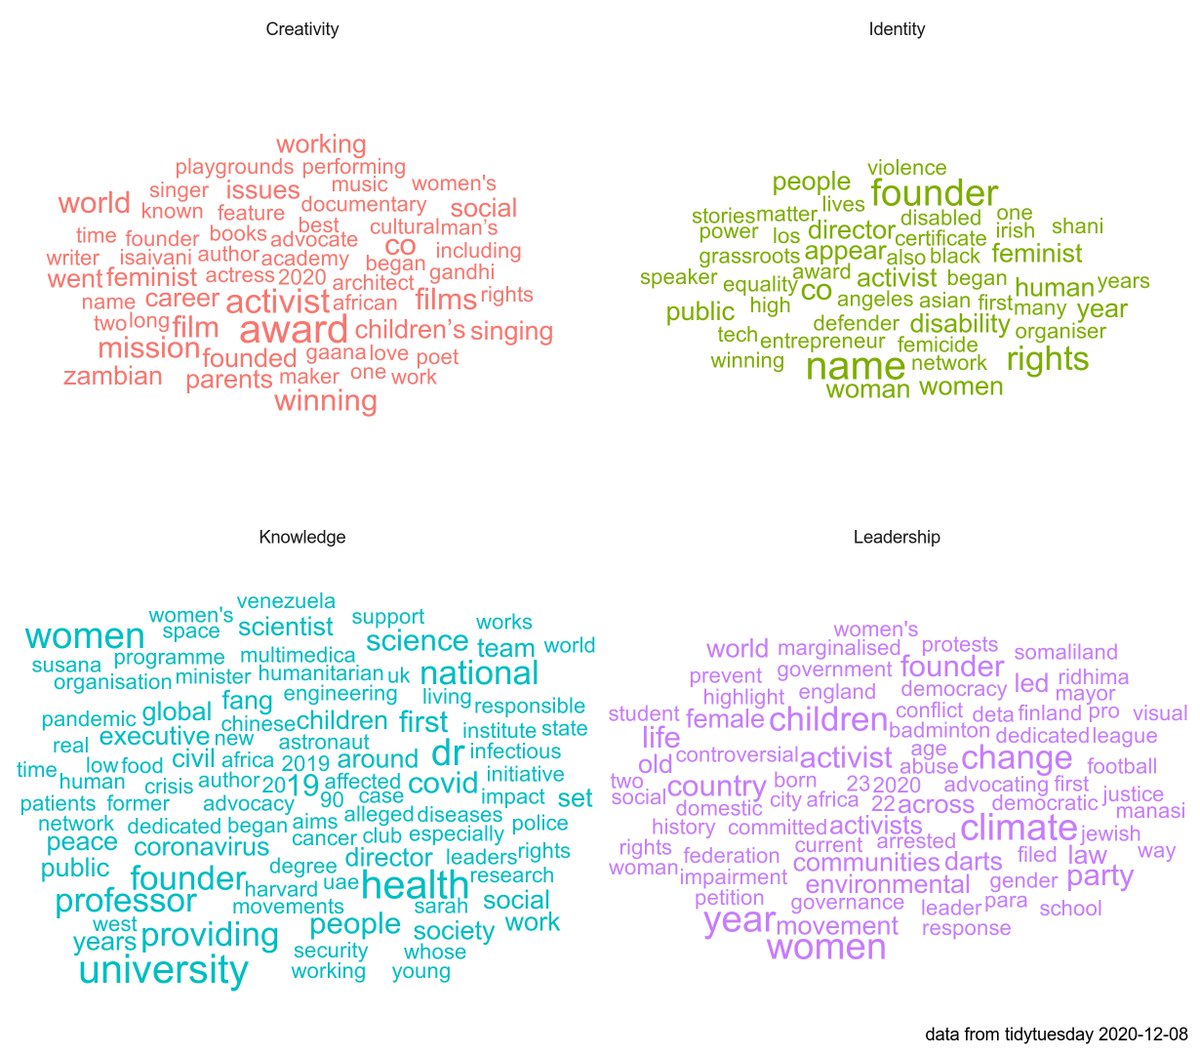 Creativity
working
playgrounds performing
singer issues music women's
world known feature documentary social
time founder books advocate best cultural man’s
writer isaivani author academy co including
went feminist actress 2020 began gandhi
architect
name career activist african films rights
two long film award children’s singing
mission founded gaana love poet
zambian parents maker one work
winning
Identity
violence
people founder
lives
stories matter disabled one
power los director certificate irish shani
grassroots appear also black feminist
speaker equality award activist began human years
co
public high angeles asian first many year
tech defender disability organiser
entrepreneur femicide
winning name network rights
woman women
Knowledge
venezuela
women's support
women space scientist science works
susana programme multimedica team world
organisation minister humanitarian uk national
fang engineering living responsible
pandemic global chinese children first institute state
real executive new astronaut dr infectious
time low food civil africa 2019 around
human crisis author 2019 affected covid initiative
patients former advocacy 90 case impact set
network dedicated began aims alleged diseases police
peace coronavirus cancer club especially
public degree director leaders rights
founder harvard uae health research
professor movements sarah social
west people society work
years providing security whose
university working young
Leadership
women's
world marginalised protests somaliland
prevent government founder led ridhima
highlight england democracy mayor
student female children conflict deta finland pro visual
life badminton dedicated league
old controversial activist age change
abuse football
two country born 23 2020 advocating first
social city africa 22 across democratic justice
domestic manasi
history committed activists climate jewish
rights current arrested
woman federation communities darts filed law way
impairment environmental gender party
petition governance leader para school
year movement response
women
data from tidytuesday 2020-12-08